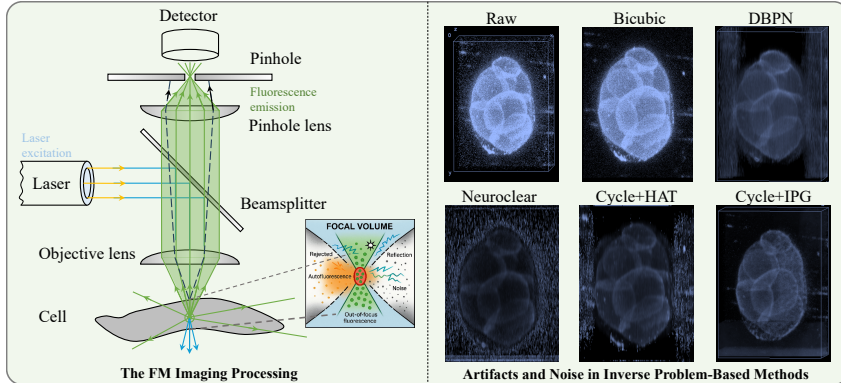 Detector
Pinhole
Fluorescence
emission
Pinhole lens
Laser
excitation
Laser
Beamsplitter
Objective lens
FOCAL VOLUME
Rejected
Reflection
Autofluorescence
Noise
Out-of-focus
fluorescence
Cell
The FM Imaging Processing
Raw
Bicubic
DBPN
Neuroclear
Cycle+HAT
Cycle+IPG
Artifacts and Noise in Inverse Problem-Based Methods